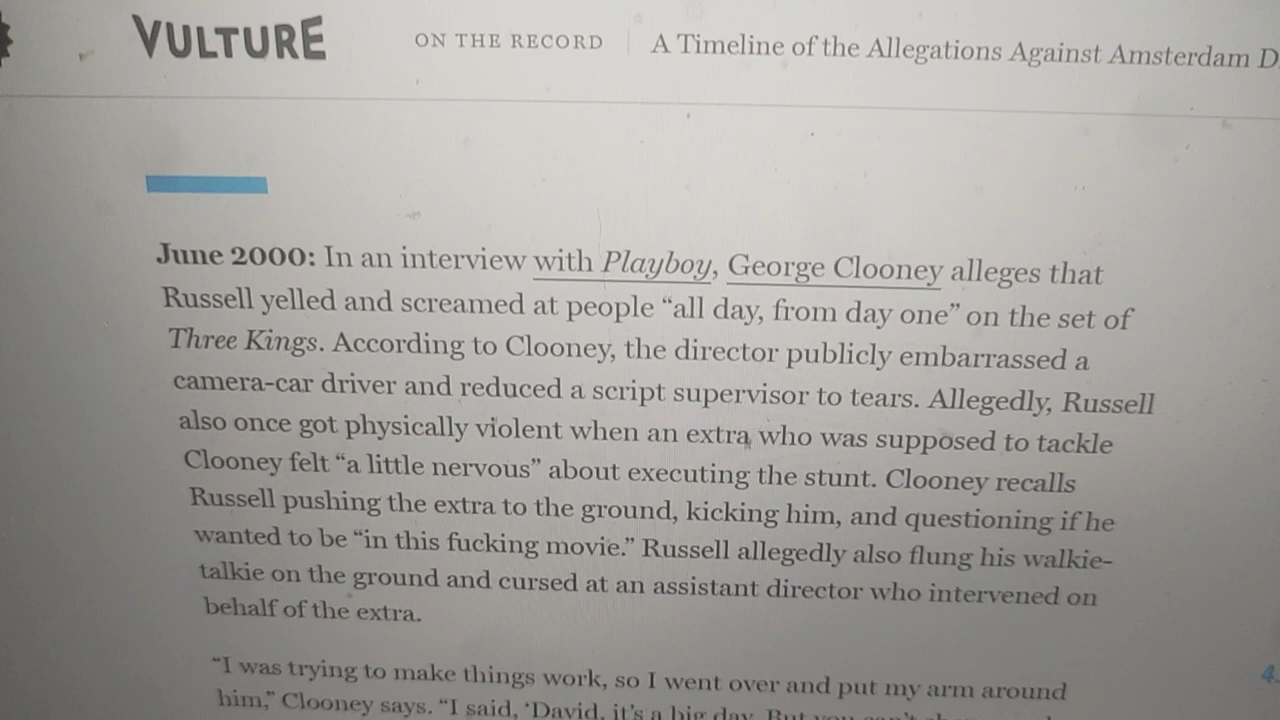 VULTURE ON THE RECORD A Timeline of the Allegations Against Amsterdam D
June 2000: In an interview with Playboy, George Clooney alleges that
Russell yelled and screamed at people “all day, from day one” on the set of
Three Kings. According to Clooney, the director publicly embarrassed a
camera-car driver and reduced a script supervisor to tears. Allegedly, Russell
also once got physically violent when an extra who was supposed to tackle
Clooney felt “a little nervous” about executing the stunt. Clooney recalls
Russell pushing the extra to the ground, kicking him, and questioning if he
wanted to be “in this fucking movie.” Russell allegedly also flung his walkie-
talkie on the ground and cursed at an assistant director who intervened on
behalf of the extra.
“I was trying to make things work, so I went over and put my arm around
him,” Clooney says. “I said, ‘David, it’s a big day. But you can’t
4.